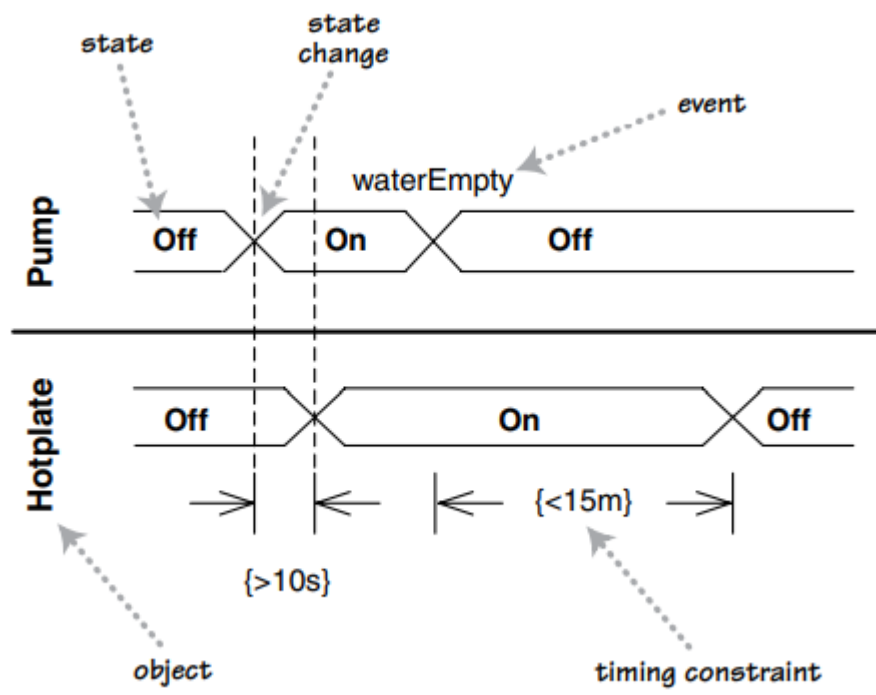 state
state
change
event
waterEmpty
Pump
Off
On
Off
Hotplate
Off
On
Off
{<15m}
{>10s}
object
timing constraint